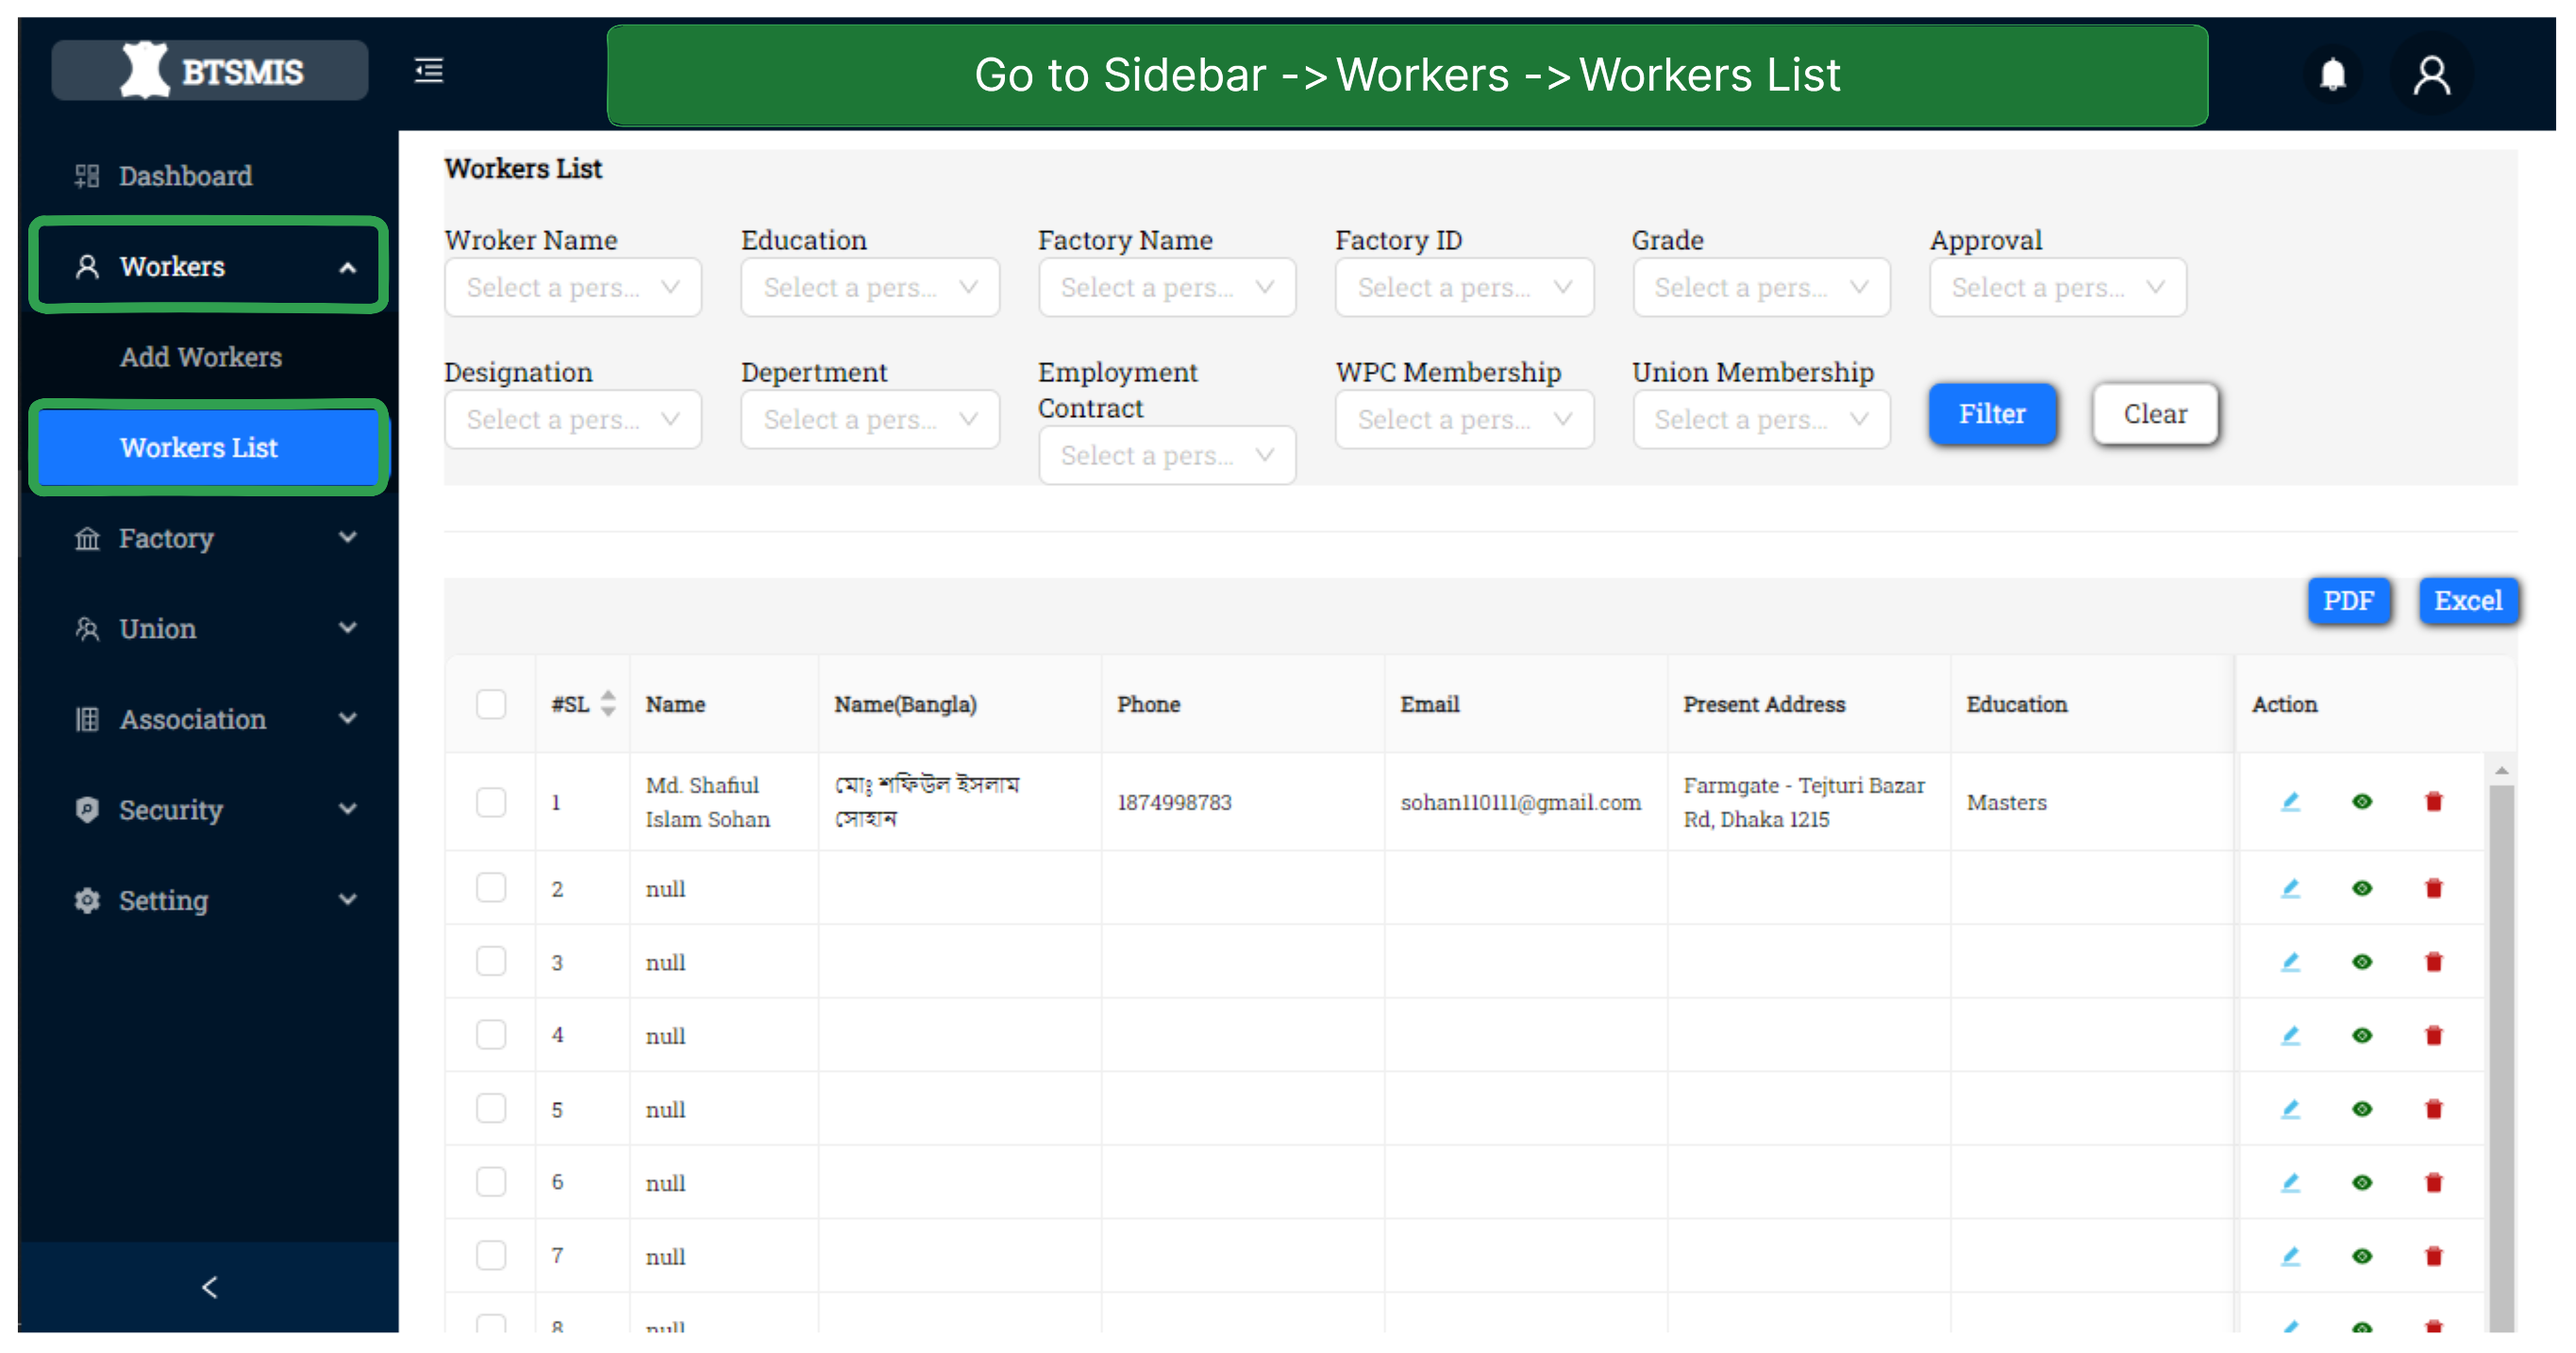 BTSMIS
Go to Sidebar ->Workers ->Workers List
Dashboard
Workers
Add Workers
Workers List
Factory
Union
Association
Security
Setting
Workers List
Wroker Name Education Factory Name Factory ID Grade Approval
Select a pers... Select a pers... Select a pers... Select a pers... Select a pers... Select a pers...
Designation Depertment Employment Contract WPC Membership Union Membership
Select a pers... Select a pers... Select a pers... Select a pers... Select a pers...
Filter Clear
PDF Excel
#SL Name Name(Bangla) Phone Email Present Address Education Action
1 Md. Shafiul Islam Sohan মোঃ শফিউল ইসলাম সোহান 1874998783 sohan110111@gmail.com Farmgate - Tejturi Bazar Rd, Dhaka 1215 Masters
2 null
3 null
4 null
5 null
6 null
7 null
8 null